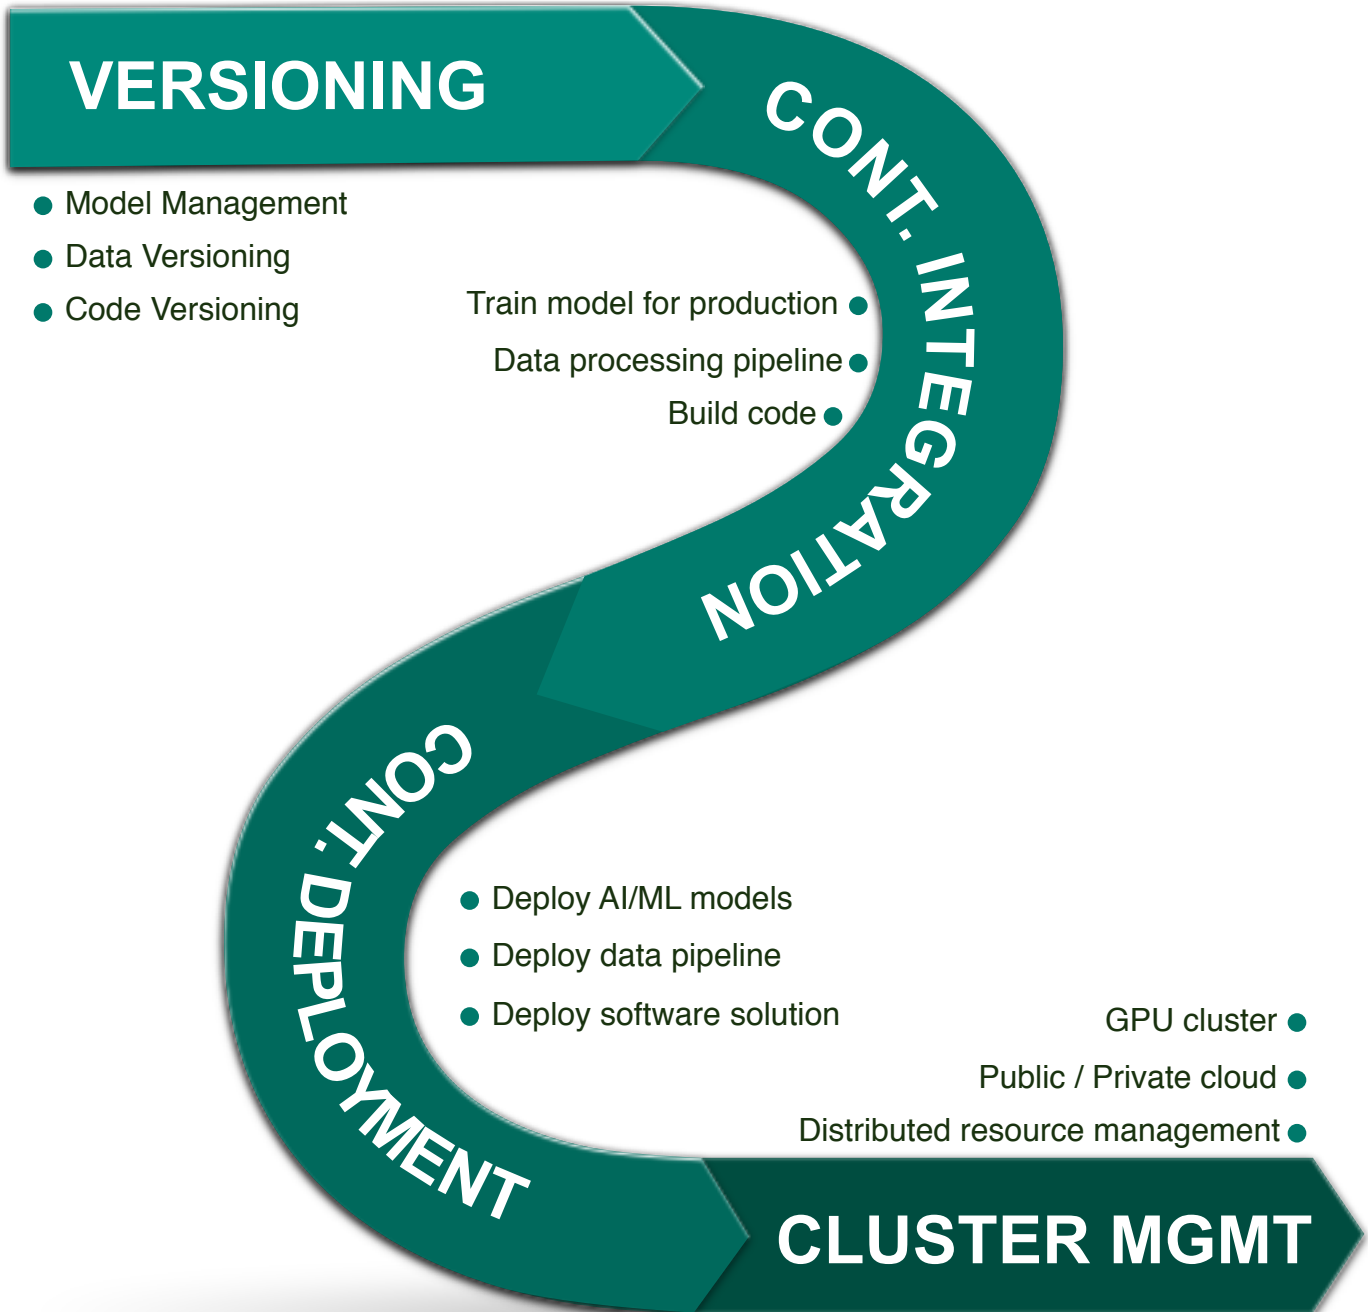 VERSIONING
Model Management
Data Versioning
Code Versioning
CONT. INTEGRATION
Train model for production
Data processing pipeline
Build code
CONT. DEPLOYMENT
Deploy AI/ML models
Deploy data pipeline
Deploy software solution
GPU cluster
Public / Private cloud
Distributed resource management
CLUSTER MGMT